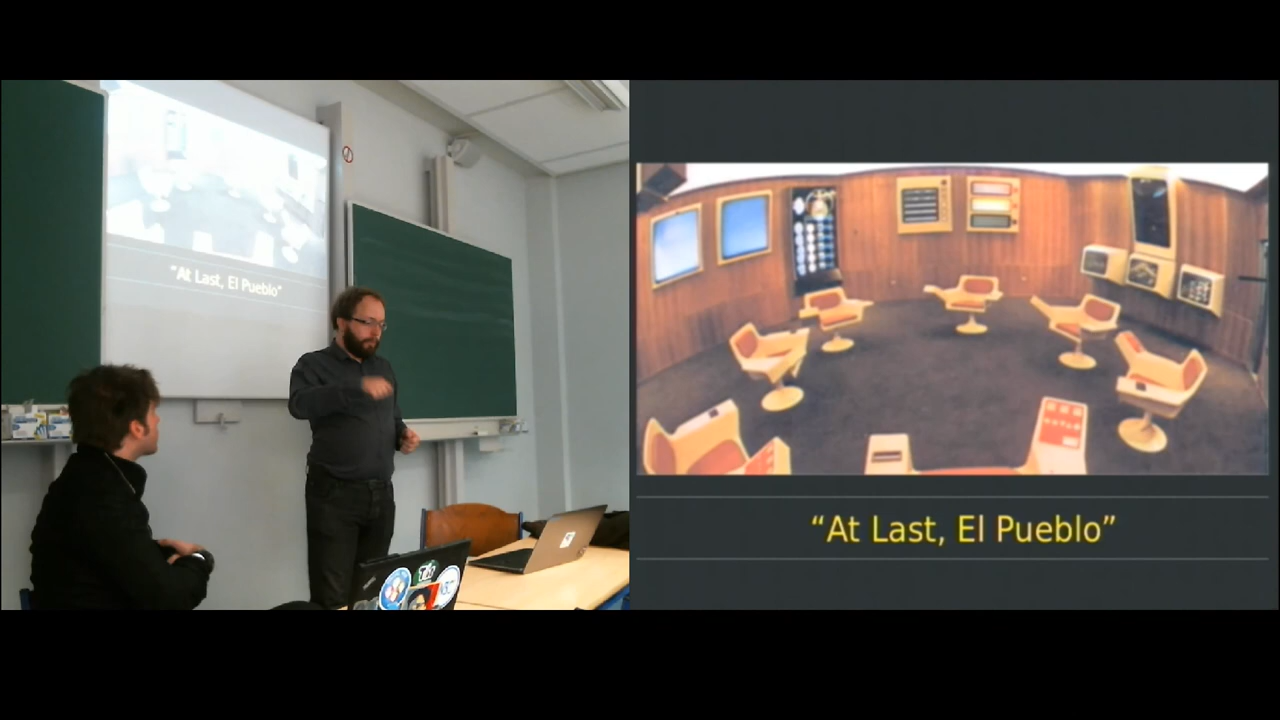 "At Last, El Pueblo"
“At Last, El Pueblo”